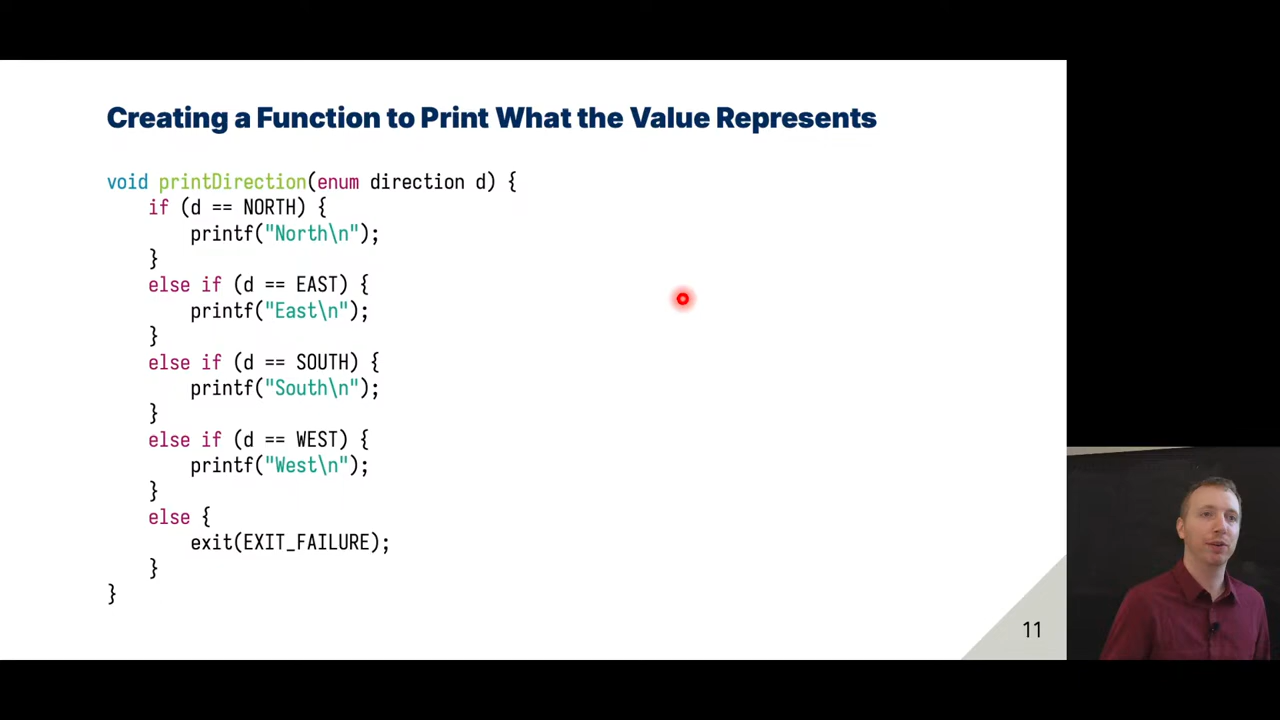 Creating a Function to Print What the Value Represents
void printDirection(enum direction d) {
if (d == NORTH) {
printf("North\n");
}
else if (d == EAST) {
printf("East\n");
}
else if (d == SOUTH) {
printf("South\n");
}
else if (d == WEST) {
printf("West\n");
}
else {
exit(EXIT_FAILURE);
}
}
11